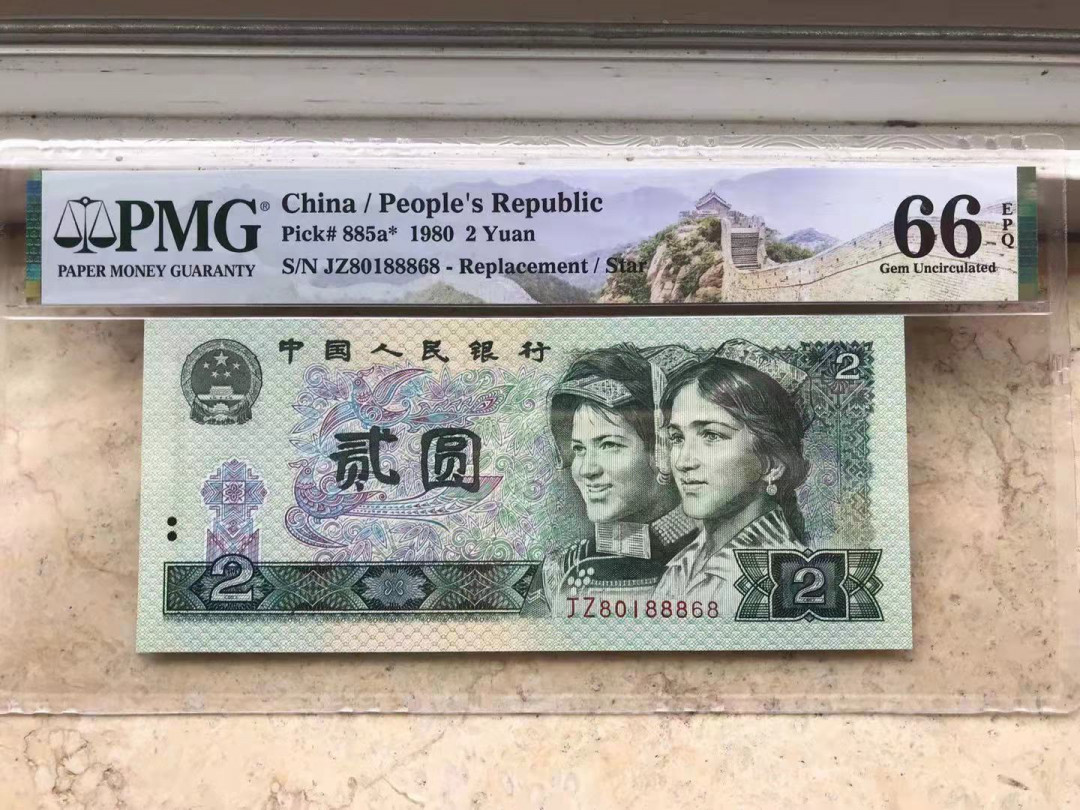 PMG®
PAPER MONEY GUARANTY
China / People's Republic
Pick# 885a* 1980 2 Yuan
S/N JZ80188868 - Replacement / Star
66
EPQ
Gem Uncirculated
中国人民银行
2
贰圆
2
JZ80188868
2